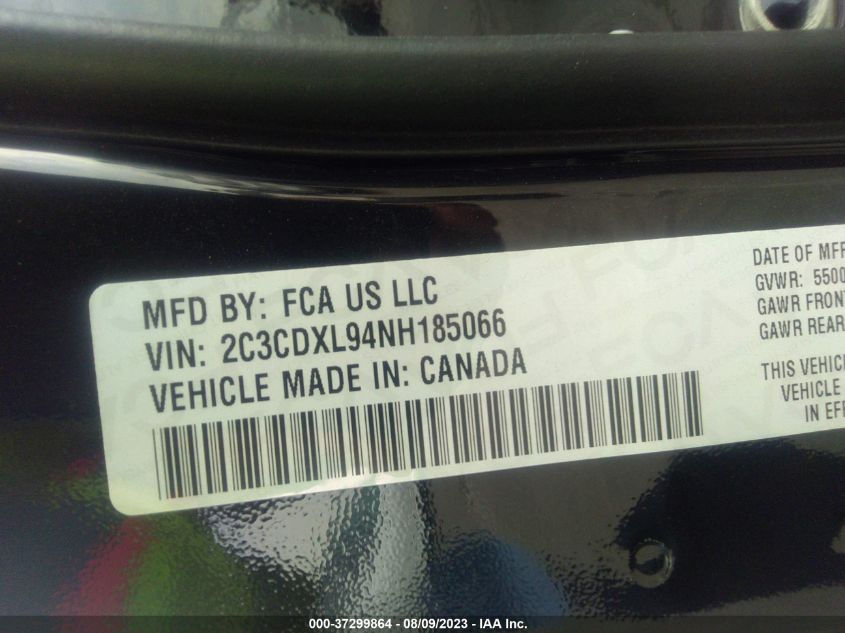 MFD BY: FCA US LLC
VIN: 2C3CDXL94NH185066
VEHICLE MADE IN: CANADA
DATE OF MFR
GVWR: 5500
GAWR FRONT
GAWR REAR
THIS VEHIC
VEHICLE
IN EFF
000-37299864 - 08/09/2023 - IAA Inc.